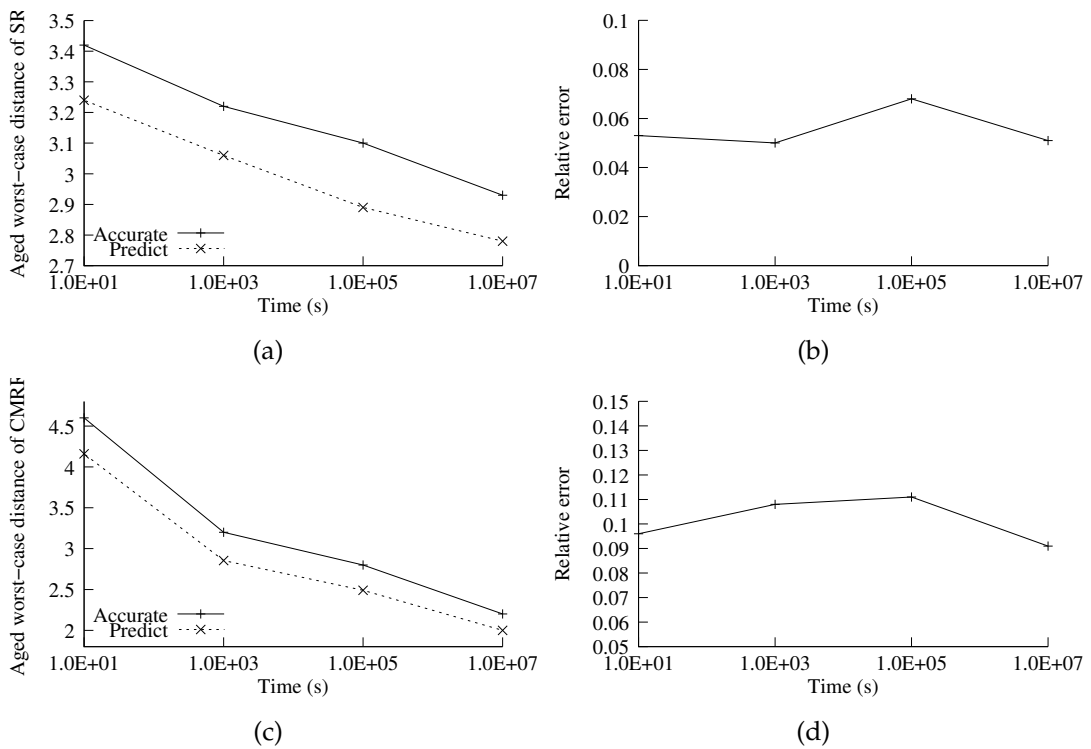 Aged worst-case distance of SR
3.5
3.4
3.3
3.2
3.1
3
2.9
2.8
2.7
Accurate
Predict
1.0E+01 1.0E+03 1.0E+05 1.0E+07
Time (s)
(a)
Relative error
0.1
0.08
0.06
0.04
0.02
0
1.0E+01 1.0E+03 1.0E+05 1.0E+07
Time (s)
(b)
Aged worst-case distance of CMRR
4.5
4
3.5
3
2.5
2
Accurate
Predict
1.0E+01 1.0E+03 1.0E+05 1.0E+07
Time (s)
(c)
Relative error
0.15
0.14
0.13
0.12
0.11
0.1
0.09
0.08
0.07
0.06
0.05
1.0E+01 1.0E+03 1.0E+05 1.0E+07
Time (s)
(d)